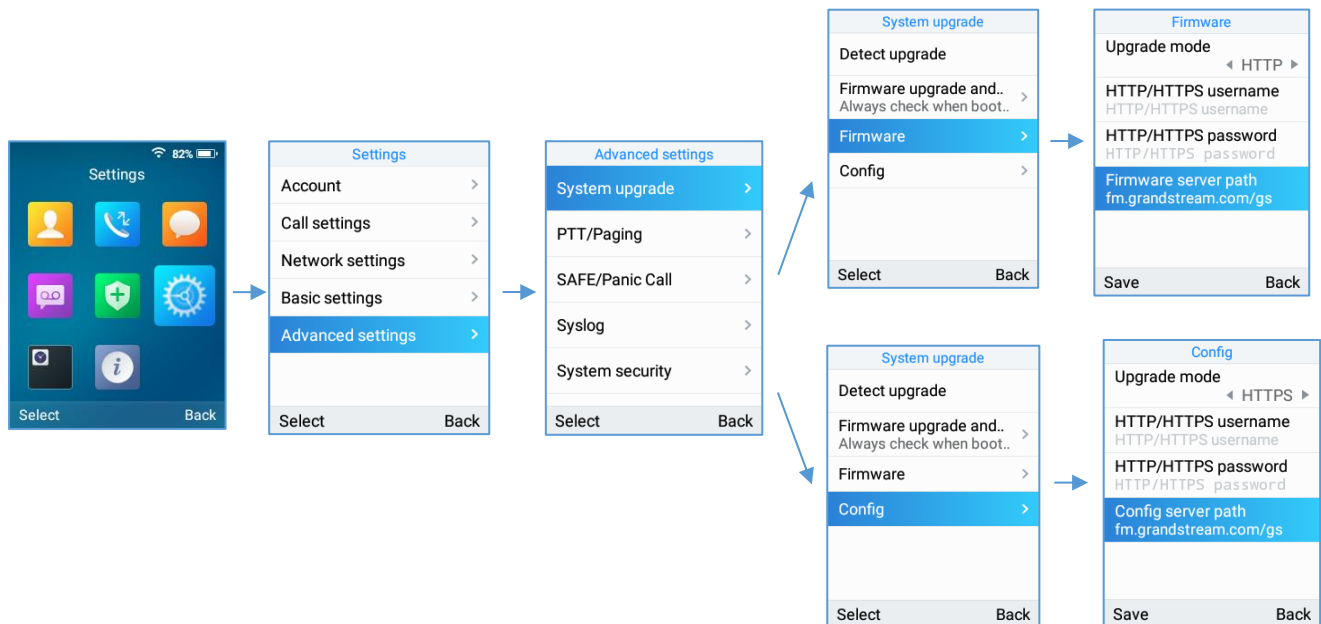 82%
Settings
Select Back
Settings
Account
Call settings
Network settings
Basic settings
Advanced settings
Select Back
Advanced settings
System upgrade
PTT/Paging
SAFE/Panic Call
Syslog
System security
Select Back
System upgrade
Detect upgrade
Firmware upgrade and..
Always check when boot..
Firmware
Config
Select Back
Firmware
Upgrade mode
HTTP
HTTP/HTTPS username
HTTP/HTTPS username
HTTP/HTTPS password
HTTP/HTTPS password
Firmware server path
fm.grandstream.com/gs
Save Back
System upgrade
Detect upgrade
Firmware upgrade and..
Always check when boot..
Firmware
Config
Select Back
Config
Upgrade mode
HTTPS
HTTP/HTTPS username
HTTP/HTTPS username
HTTP/HTTPS password
HTTP/HTTPS password
Config server path
fm.grandstream.com/gs
Save Back